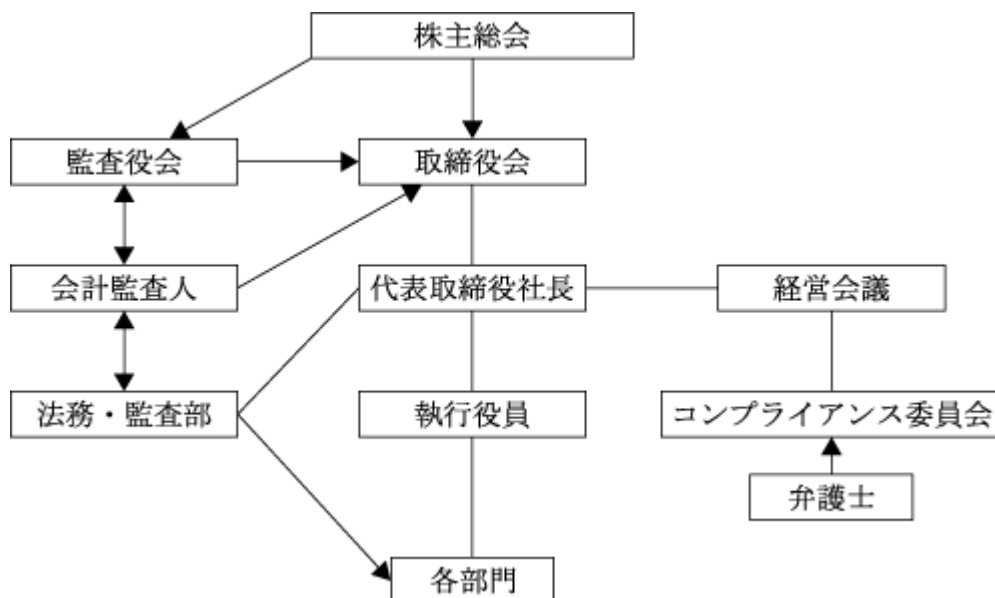 株主総会
監査役会
取締役会
会計監査人
代表取締役社長
経営会議
法務・監査部
執行役員
コンプライアンス委員会
弁護士
各部門